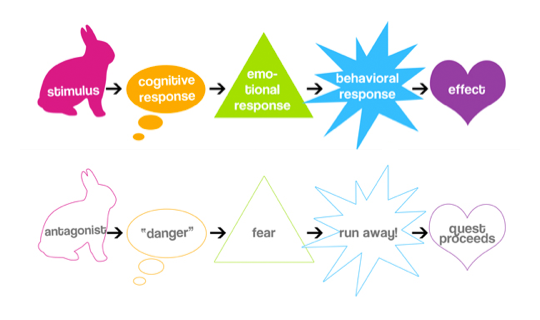 stimulus
cognitive
response
emo-
tional
response
behavioral
response
effect
antagonist
"danger"
fear
run away!
quest
proceeds